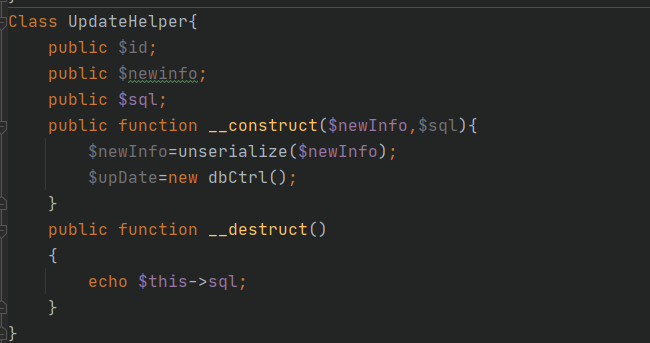 Class UpdateHelper{
    public $id;
    public $newinfo;
    public $sql;
    public function __construct($newInfo,$sql){
        $newInfo=unserialize($newInfo);
        $upDate=new dbCtrl();
    }
    public function __destruct()
    {
        echo $this->sql;
    }
}